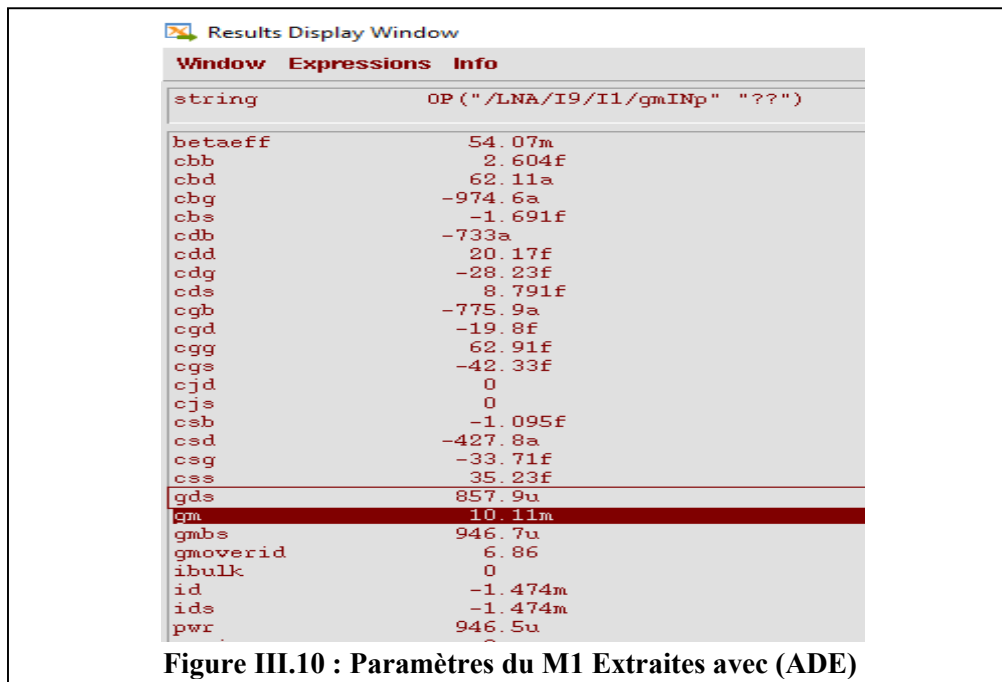 Results Display Window
Window Expressions Info
string OP("/LNA/I9/I1/gmINp" "??")
betaeff 54.07m
cbb 2.604f
cbd 62.11a
cbg -974.6a
cbs -1.691f
cdb -733a
cdd 20.17f
cdg -28.23f
cds 8.791f
cgb -775.9a
cgd -19.8f
cgg 62.91f
cgs -42.33f
cjd 0
cjs 0
csb -1.095f
csd -427.8a
csg -33.71f
css 35.23f
gds 857.9u
gm 10.11m
gmbs 946.7u
gmoverid 6.86
ibulk 0
id -1.474m
ids -1.474m
pwr 946.5u
Figure III.10 : Paramètres du M1 Extraites avec (ADE)